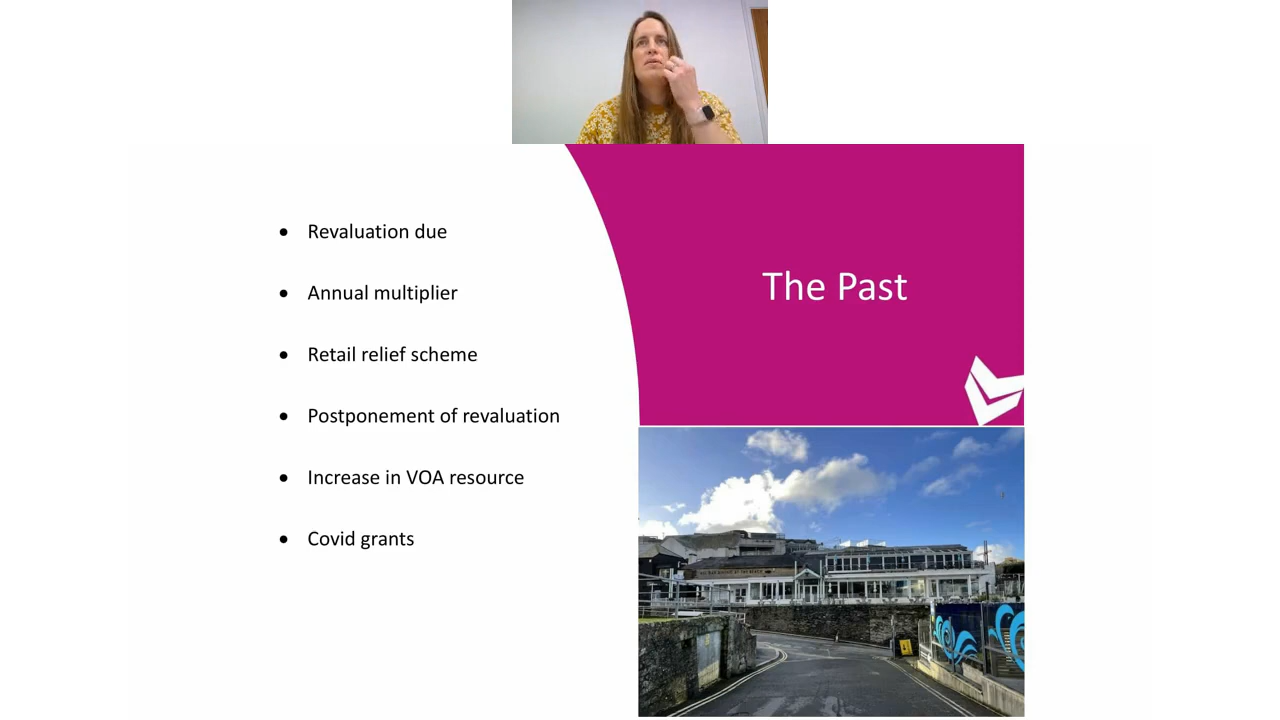 Revaluation due
Annual multiplier
Retail relief scheme
Postponement of revaluation
Increase in VOA resource
Covid grants
The Past